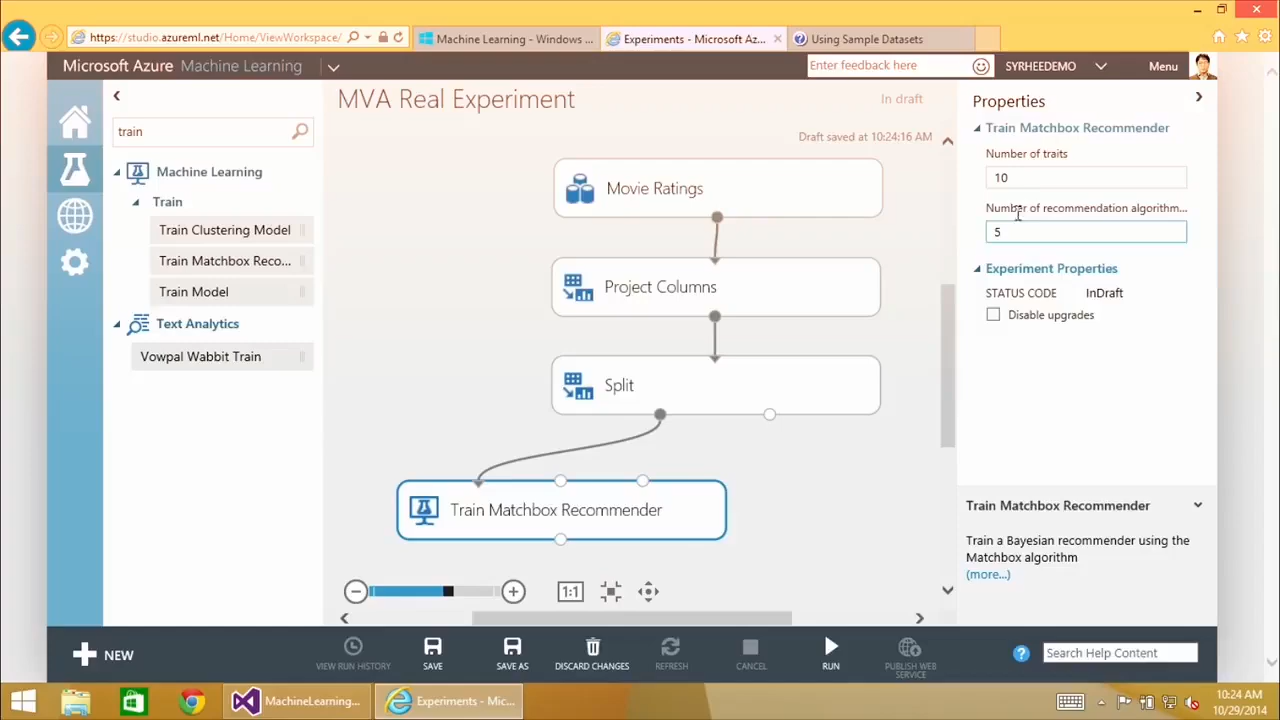 https://studio.azureml.net/Home/ViewWorkspace/
Machine Learning - Windows ...
Experiments - Microsoft Az...
Using Sample Datasets
Microsoft Azure Machine Learning
Enter feedback here
SYRHEEDEMO
Menu
train
Machine Learning
Train
Train Clustering Model
Train Matchbox Reco...
Train Model
Text Analytics
Vowpal Wabbit Train
MVA Real Experiment
In draft
Draft saved at 10:24:16 AM
Movie Ratings
Project Columns
Split
Train Matchbox Recommender
1:1
Properties
Train Matchbox Recommender
Number of traits
10
Number of recommendation algorithm...
5
Experiment Properties
STATUS CODE InDraft
Disable upgrades
Train Matchbox Recommender
Train a Bayesian recommender using the
Matchbox algorithm
(more...)
NEW
VIEW RUN HISTORY
SAVE
SAVE AS
DISCARD CHANGES
REFRESH
CANCEL
RUN
PUBLISH WEB
SERVICE
Search Help Content
MachineLearning...
Experiments - Mic...
10:24 AM
10/29/2014